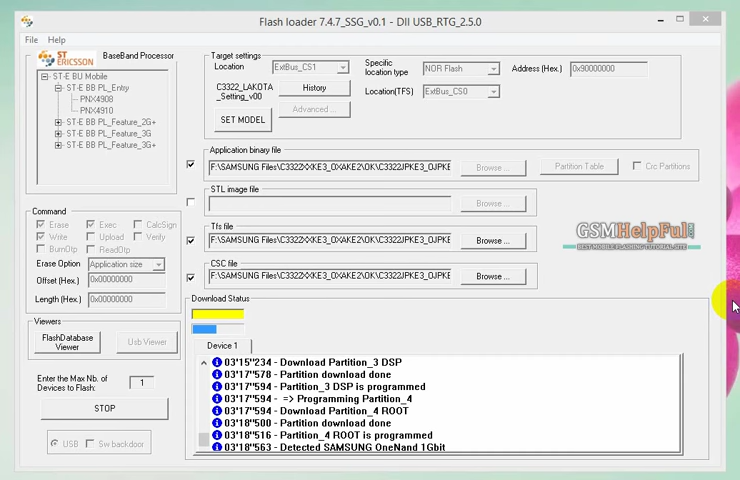 Flash loader 7.4.7_SSG_v0.1 - DII USB_RTG_2.5.0
File Help
ST ERICSSON
BaseBand Processor
ST-E BU Mobile
ST-E BB PL_Entry
PNX4908
PNX4910
ST-E BB PL_Feature_2G+
ST-E BB PL_Feature_3G
ST-E BB PL_Feature_3G+
Target settings
Location ExtBus_CS1
Specific location type NOR Flash
Address (Hex.) 0x90000000
C3322_LAKOTA
_Setting_v00
History
Location(TFS) ExtBus_CS0
SET MODEL
Advanced ...
Application binary file
F:\SAMSUNG Files\C3322XXKE3_OXAKE2\OK\C3322JPKE3_OJPKE
Browse ...
Partition Table
Crc Partitions
STL image file
Browse ...
Tfs file
F:\SAMSUNG Files\C3322XXKE3_OXAKE2\OK\C3322JPKE3_OJPKE
Browse ...
CSC file
F:\SAMSUNG Files\C3322XXKE3_OXAKE2\OK\C3322JPKE3_OJPKE
Browse ...
GSMHelpFul.com
BEST MOBILE FLASHING TUTORIAL SITE
Command
Erase Exec CalcSign
Write Upload Verify
BurnOtp ReadOtp
Erase Option Application size
Offset (Hex.) 0x00000000
Length (Hex.) 0x00000000
Viewers
FlashDatabase
Viewer
Usb Viewer
Enter the Max Nb. of
Devices to Flash: 1
STOP
USB Sw backdoor
Download Status
Device 1
03'15"234 - Download Partition_3 DSP
03'17"578 - Partition download done
03'17"594 - Partition_3 DSP is programmed
03'17"594 - => Programming Partition_4
03'17"594 - Download Partition_4 ROOT
03'18"500 - Partition download done
03'18"516 - Partition_4 ROOT is programmed
03'18"563 - Detected SAMSUNG OneNand 1Gbit